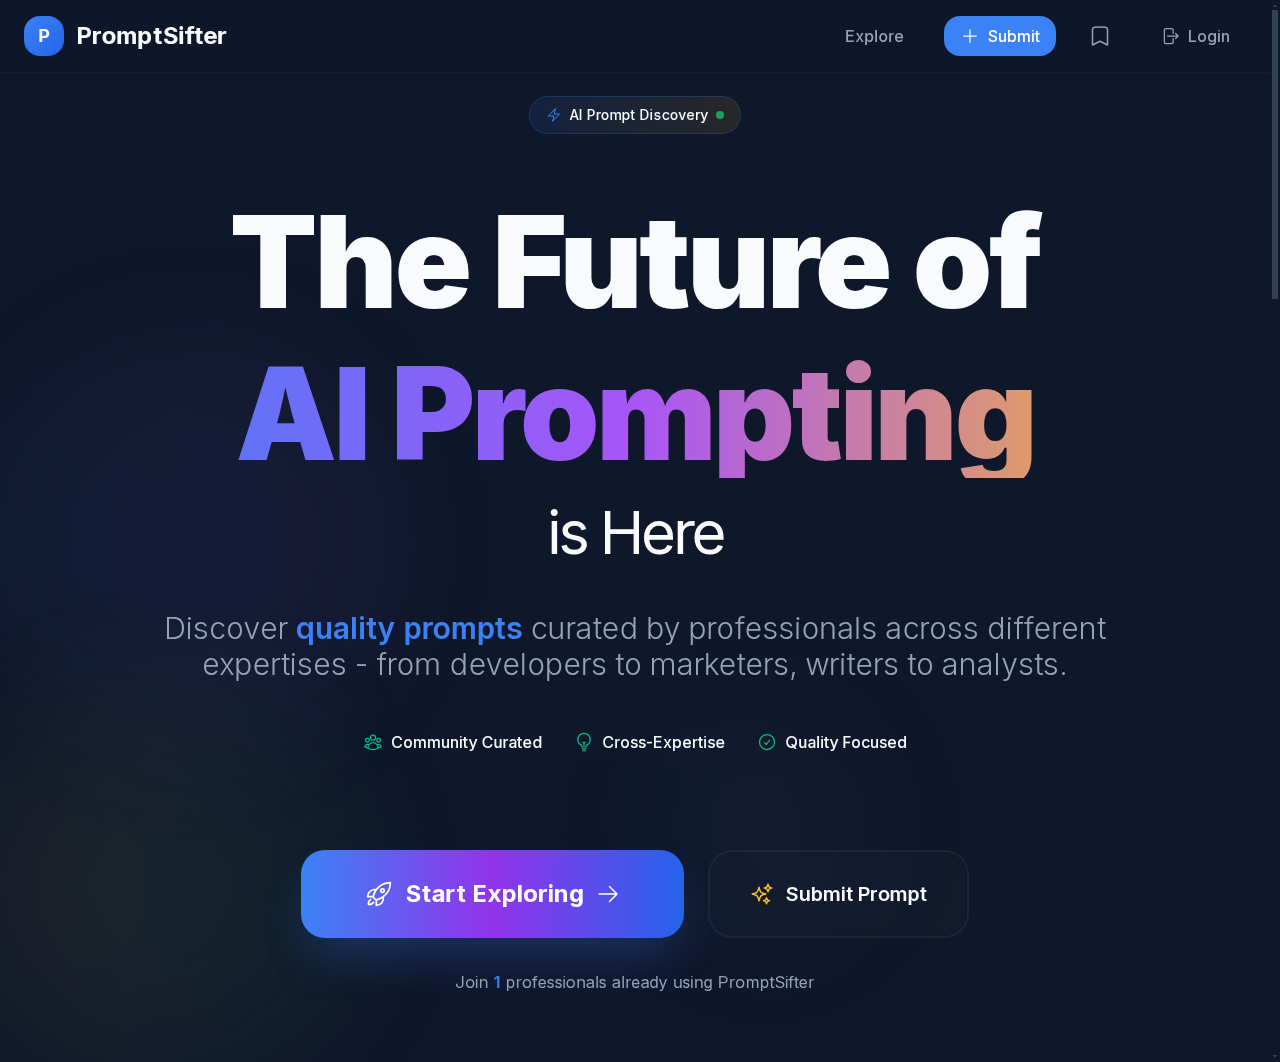 P PromptSifter
Explore
Submit
Login
AI Prompt Discovery
The Future of
AI Prompting
is Here
Discover quality prompts curated by professionals across different
expertises - from developers to marketers, writers to analysts.
Community Curated
Cross-Expertise
Quality Focused
Start Exploring
Submit Prompt
Join 1 professionals already using PromptSifter